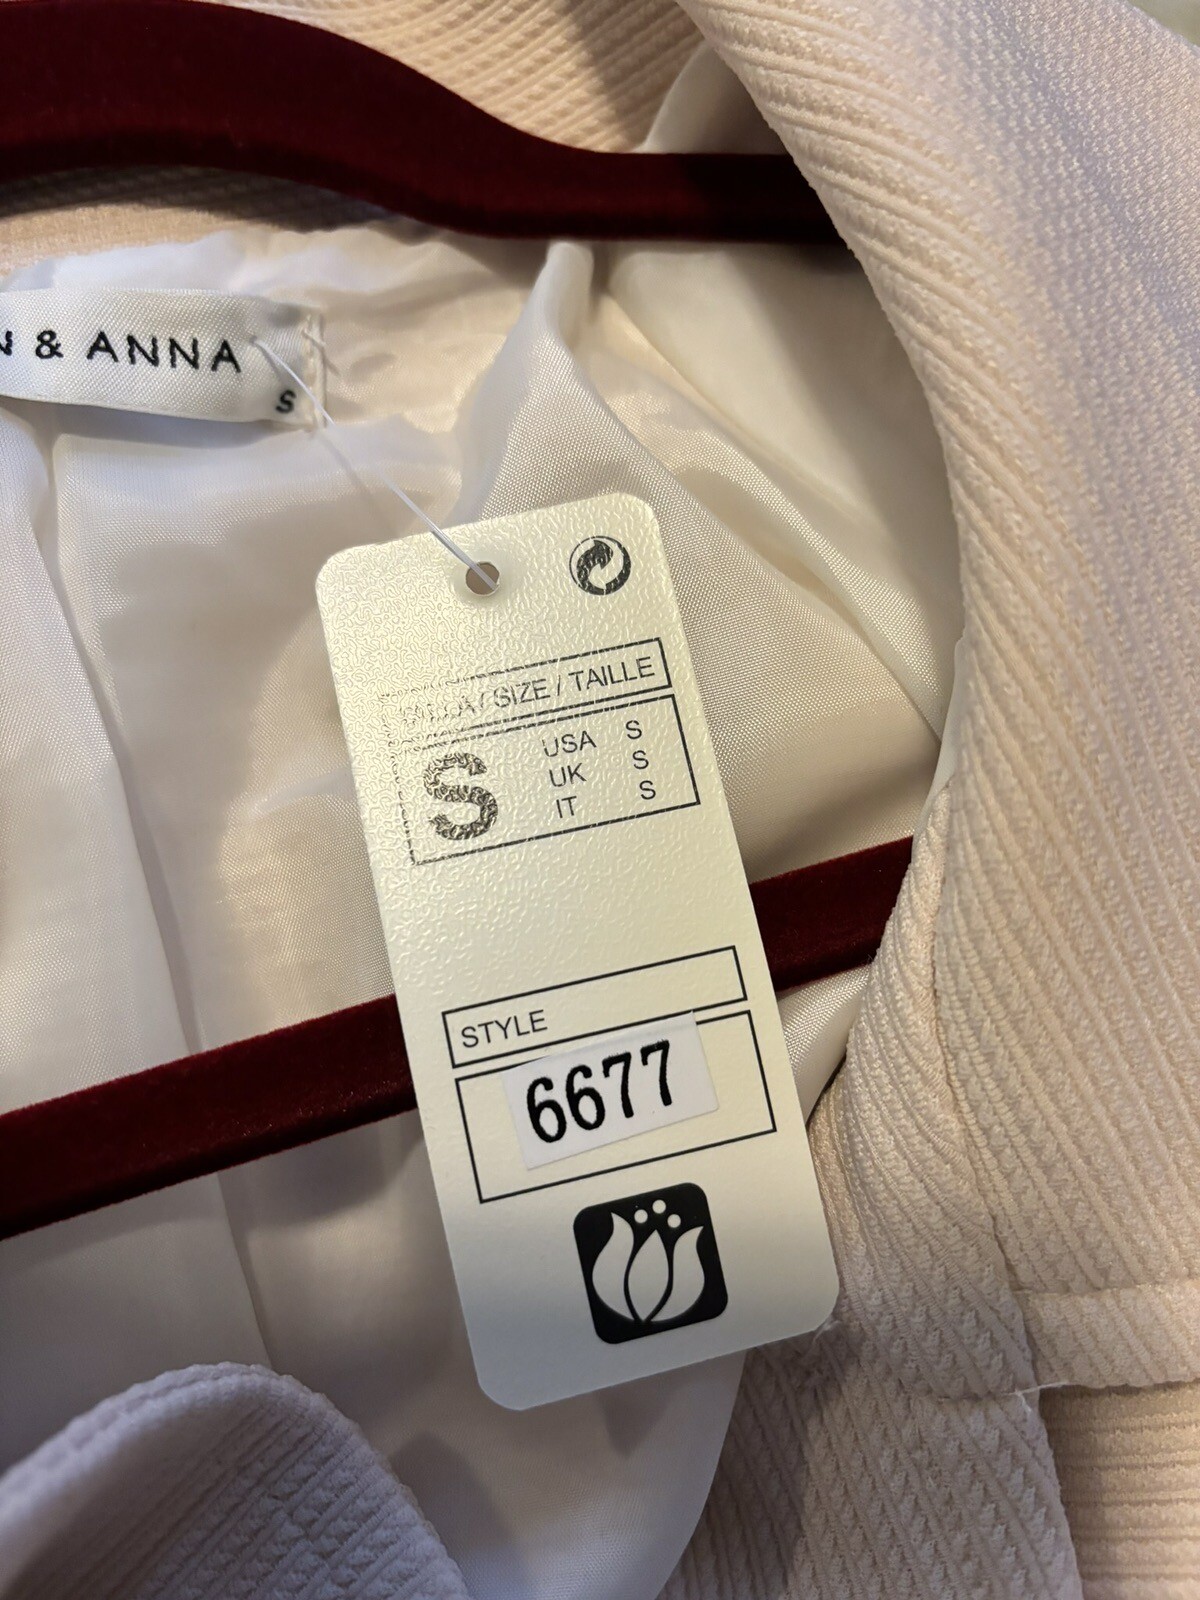 & ANNA
S
/ SIZE / TAILLE
S
USA S
UK S
IT S
STYLE
6677